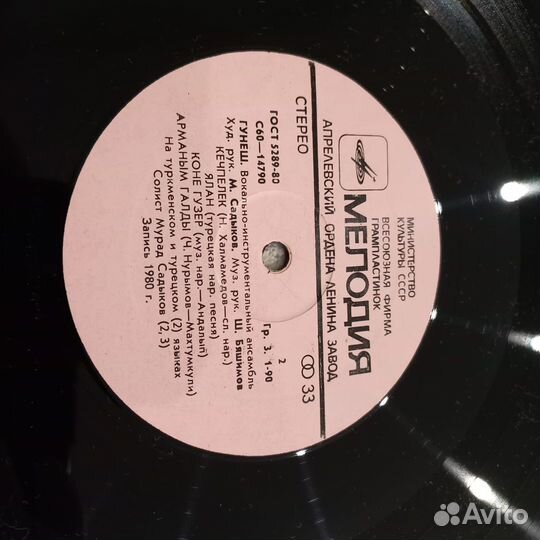 МИНИСТЕРСТВО
КУЛЬТУРЫ СССР
ВСЕСОЮЗНАЯ ФИРМА
ГРАМПЛАСТИНОК
МЕЛОДИЯ
АПРЕЛЕВСКИЙ ОРДЕНА ЛЕНИНА ЗАВОД
СТЕРЕО
33
ГОСТ 5289-80
С60—14790
2
Гр. 3. 1-90
ГУНЕШ. Вокально-инструментальный ансамбль
Худ. рук. М. Садыков. Муз. рук. Ш. Бяшимов
КЕЧПЕЛЕК (Н. Халмамедов—сл. нар.)
ЯЛАН (турецкая нар. песня)
КОНЕ ГУЗЕР (муз. нар.—Андалып)
АРМАНЫМ ГАЛДЫ (Ч. Нурымов—Махтумкули)
На туркменском и турецком (2) языках
Солист Мурад Садыков (2, 3)
Запись 1980 г.
Avito